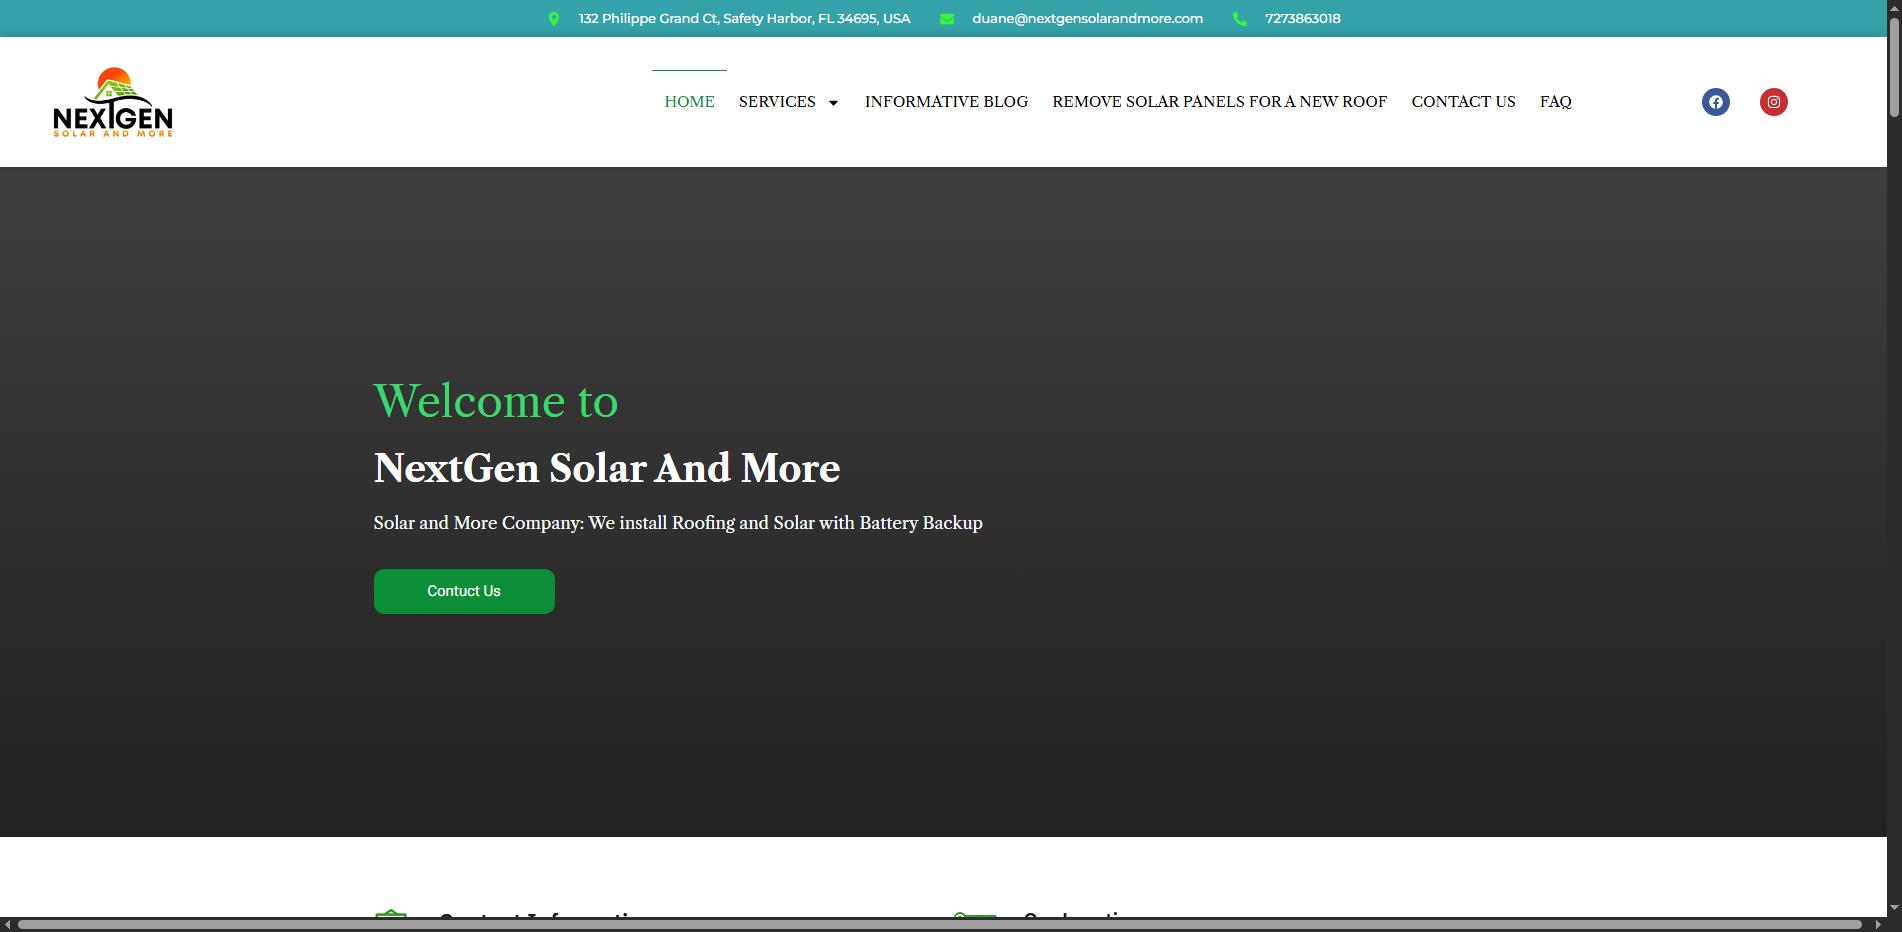 132 Philippe Grand Ct, Safety Harbor, FL 34695, USA
duane@nextgensolarandmore.com
7273863018
NEXTGEN
SOLAR AND MORE
HOME
SERVICES
INFORMATIVE BLOG
REMOVE SOLAR PANELS FOR A NEW ROOF
CONTACT US
FAQ
Welcome to
NextGen Solar And More
Solar and More Company: We install Roofing and Solar with Battery Backup
Contuct Us